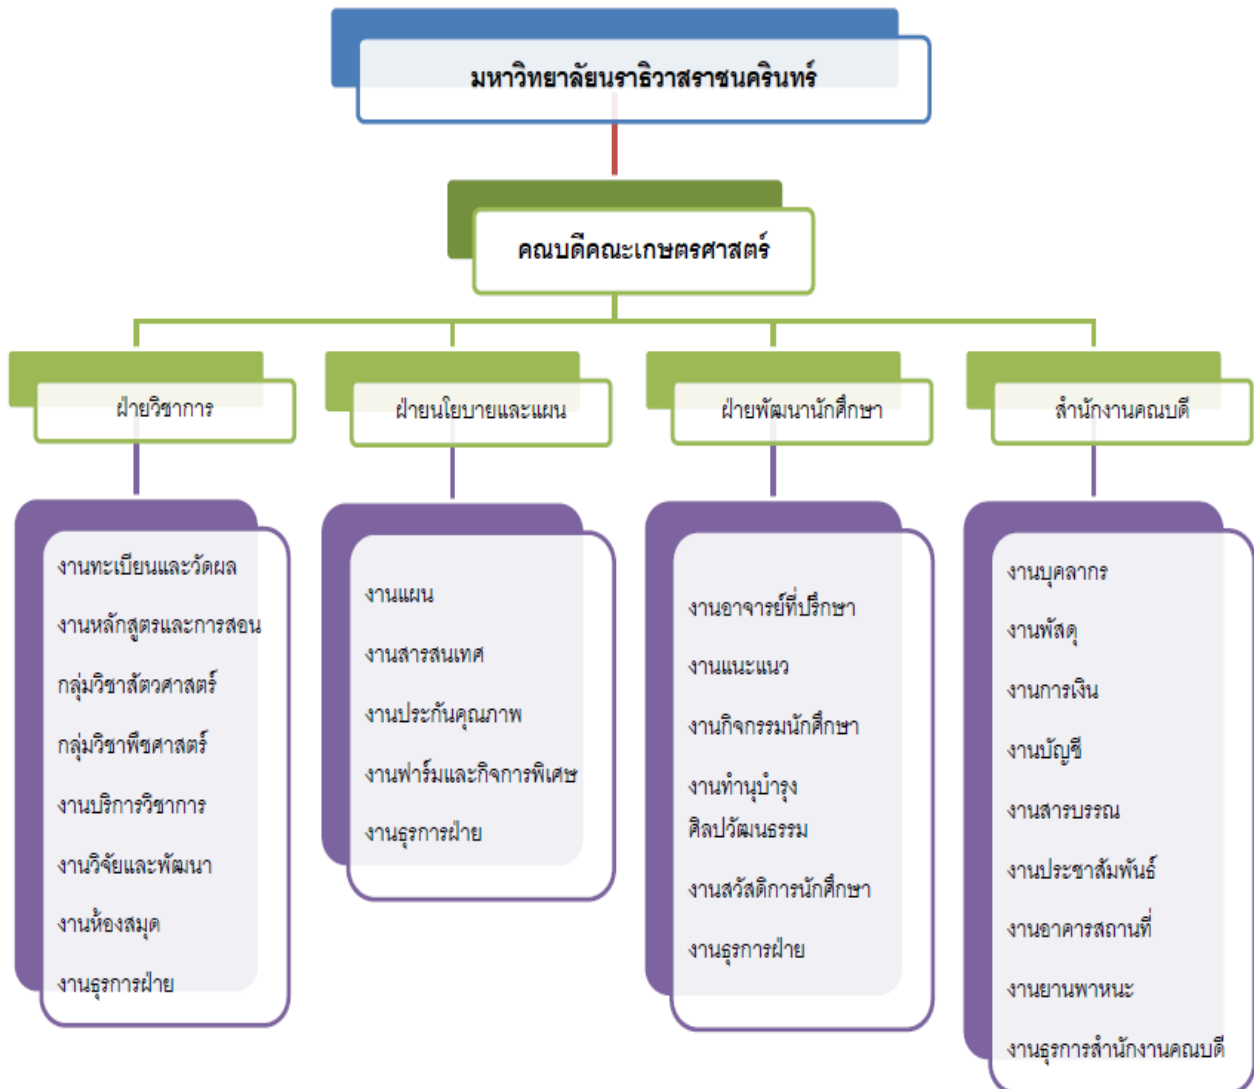 มหาวิทยาลัยนราธิวาสราชนครินทร์
คณบดีคณะเกษตรศาสตร์
ฝ่ายวิชาการ
ฝ่ายนโยบายและแผน
ฝ่ายพัฒนานักศึกษา
สำนักงานคณบดี
งานทะเบียนและวัดผล
งานหลักสูตรและการสอน
กลุ่มวิชาสัตวศาสตร์
กลุ่มวิชาพืชศาสตร์
งานบริการวิชาการ
งานวิจัยและพัฒนา
งานห้องสมุด
งานธุรการฝ่าย
งานแผน
งานสารสนเทศ
งานประกันคุณภาพ
งานฟาร์มและกิจการพิเศษ
งานธุรการฝ่าย
งานอาจารย์ที่ปรึกษา
งานแนะแนว
งานกิจกรรมนักศึกษา
งานทำนุบำรุง
ศิลปวัฒนธรรม
งานสวัสดิการนักศึกษา
งานธุรการฝ่าย
งานบุคลากร
งานพัสดุ
งานการเงิน
งานบัญชี
งานสารบรรณ
งานประชาสัมพันธ์
งานอาคารสถานที่
งานยานพาหนะ
งานธุรการสำนักงานคณบดี